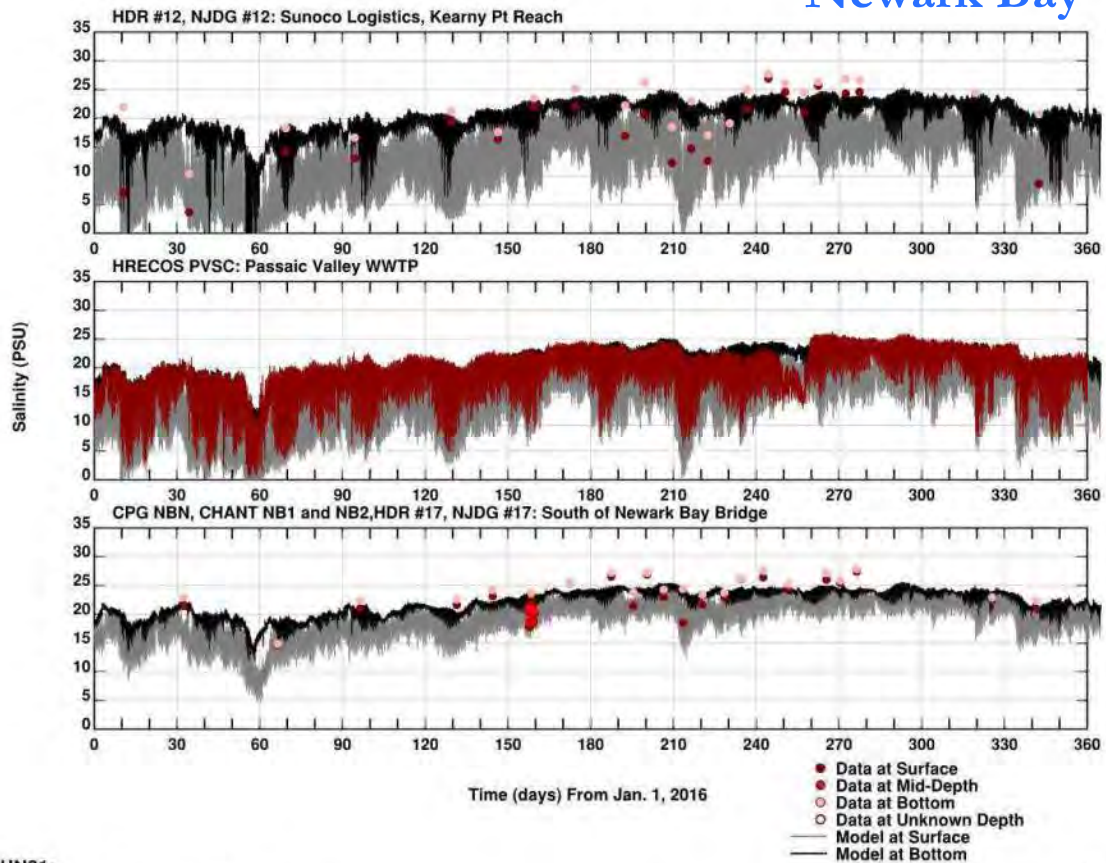 Newark Bay
HDR #12, NJDG #12: Sunoco Logistics, Kearny Pt Reach
35
30
25
20
15
10
5
0
0 30 60 90 120 150 180 210 240 270 300 330 360
HRECOS PVSC: Passaic Valley WWTP
35
30
25
20
15
10
5
0
0 30 60 90 120 150 180 210 240 270 300 330 360
Salinity (PSU)
CPG NBN, CHANT NB1 and NB2,HDR #17, NJDG #17: South of Newark Bay Bridge
35
30
25
20
15
10
5
0
0 30 60 90 120 150 180 210 240 270 300 330 360
Time (days) From Jan. 1, 2016
Data at Surface
Data at Mid-Depth
Data at Bottom
Data at Unknown Depth
Model at Surface
Model at Bottom